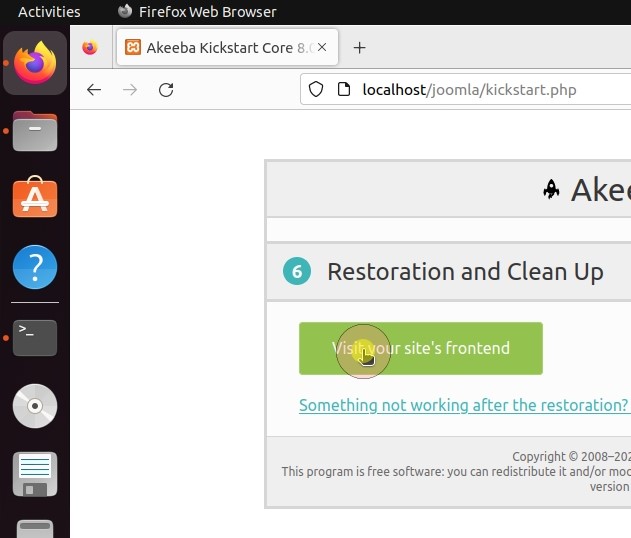 Activities Firefox Web Browser
Akeeba Kickstart Core 8.0
localhost/joomla/kickstart.php
6 Restoration and Clean Up
Visit your site's frontend
Something not working after the restoration?
Copyright © 2008–202
This program is free software: you can redistribute it and/or mod
version